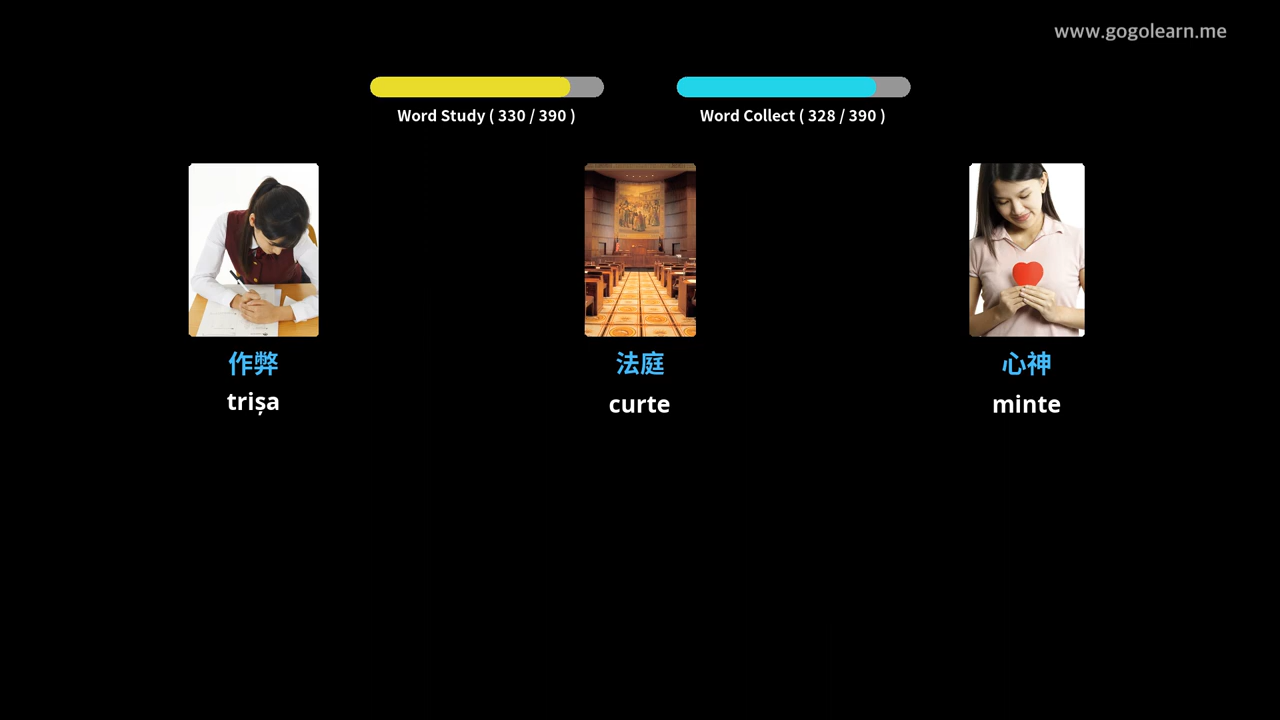 www.gogolearn.me
Word Study ( 330 / 390 )
Word Collect ( 328 / 390 )
作弊
法庭
心神
trișa
curte
minte